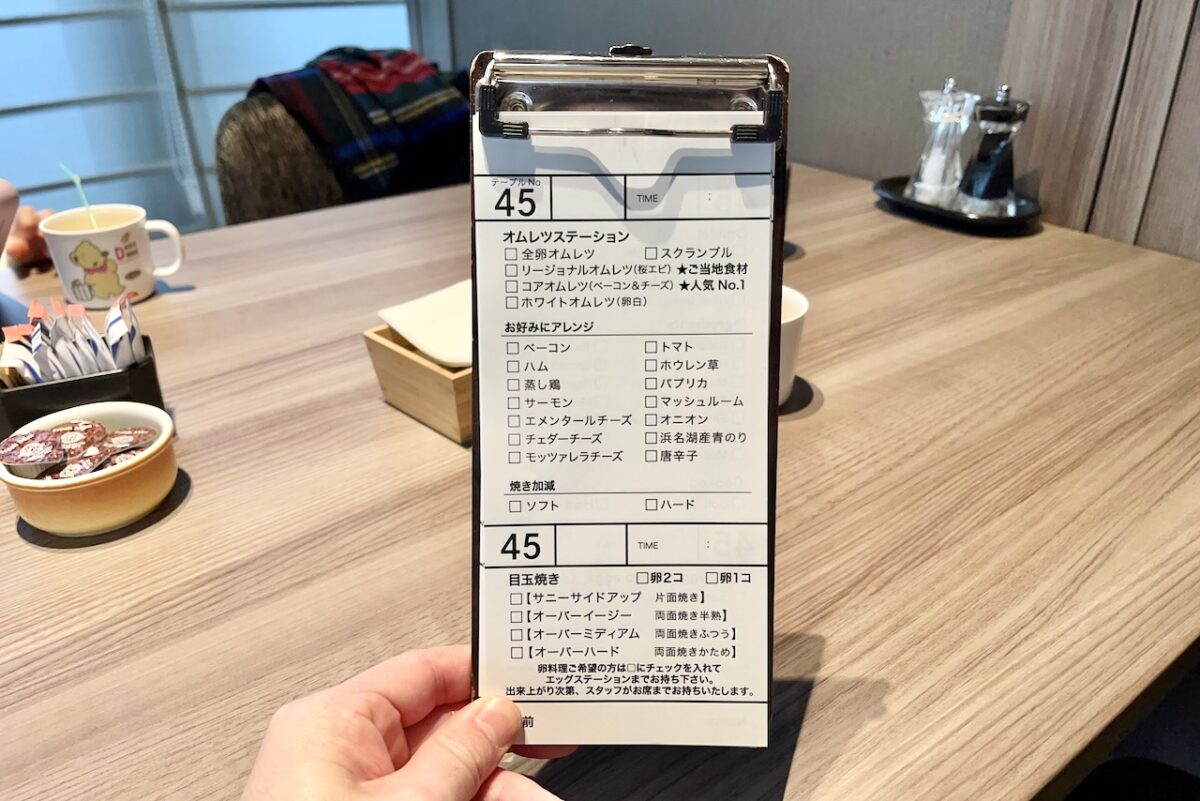 テーブルNo
45 TIME :
オムレツステーション
□全卵オムレツ □スクランブル
□リージョナルオムレツ(桜エビ) ★ご当地食材
□コアオムレツ(ベーコン&チーズ) ★人気No.1
□ホワイトオムレツ(卵白)
お好みにアレンジ
□ベーコン □トマト
□ハム □ホウレン草
□蒸し鶏 □パプリカ
□サーモン □マッシュルーム
□エメンタールチーズ □オニオン
□チェダーチーズ □浜名湖産青のり
□モッツァレラチーズ □唐辛子
焼き加減
□ソフト □ハード
45 TIME :
目玉焼き □卵2コ □卵1コ
□【サニーサイドアップ 片面焼き】
□【オーバーイージー 両面焼き半熟】
□【オーバーミディアム 両面焼きふつう】
□【オーバーハード 両面焼きかため】
卵料理ご希望の方は□にチェックを入れて
エッグステーションまでお持ち下さい。
出来上がり次第、スタッフがお席までお持ちいたします。
前